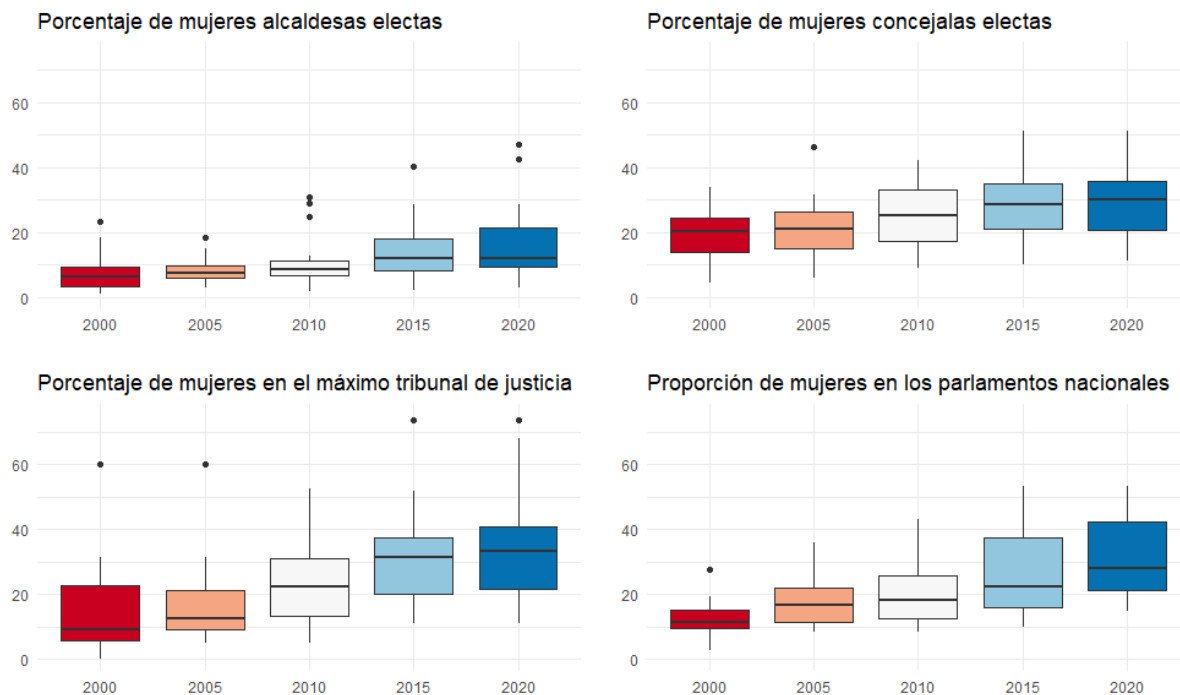 Porcentaje de mujeres alcaldesas electas
60
40
20
0
2000 2005 2010 2015 2020
Porcentaje de mujeres concejalas electas
60
40
20
0
2000 2005 2010 2015 2020
Porcentaje de mujeres en el máximo tribunal de justicia
60
40
20
0
2000 2005 2010 2015 2020
Proporción de mujeres en los parlamentos nacionales
60
40
20
0
2000 2005 2010 2015 2020